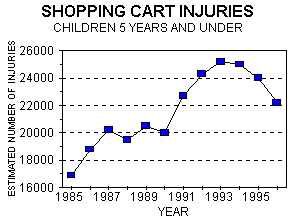 SHOPPING CART INJURIES
CHILDREN 5 YEARS AND UNDER
ESTIMATED NUMBER OF INJURIES
26000
24000
22000
20000
18000
16000
1985 1987 1989 1991 1993 1995
YEAR